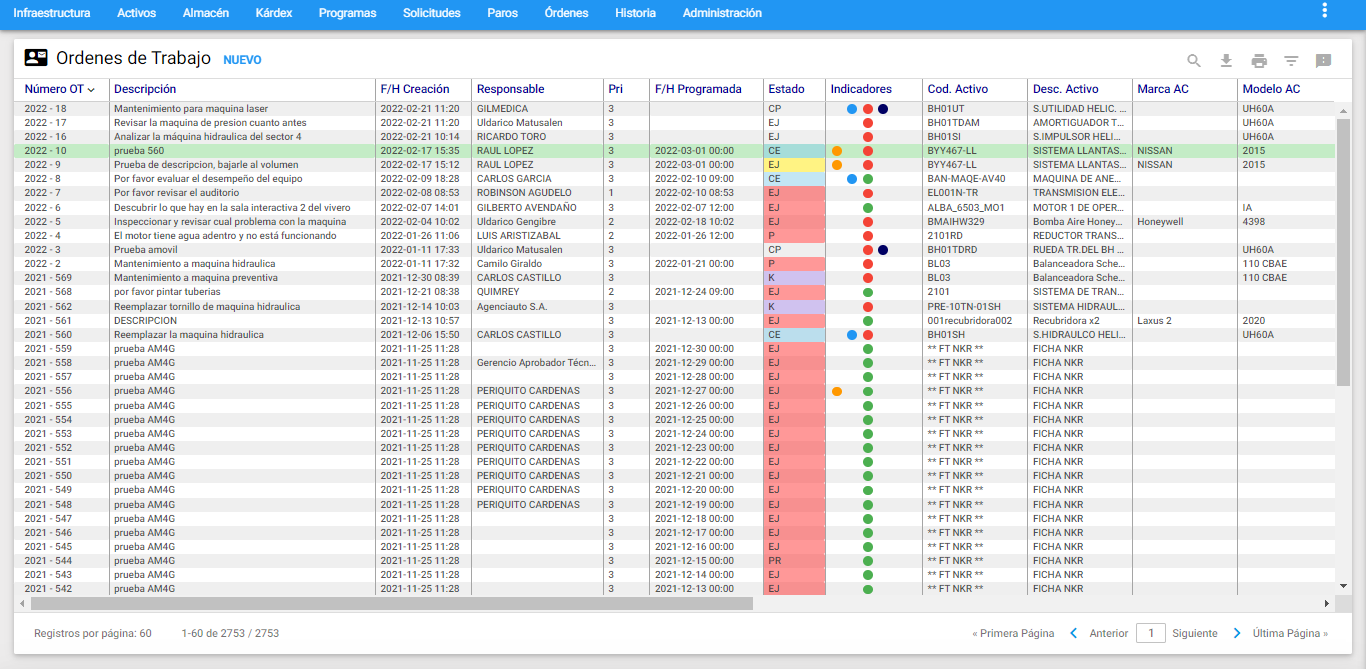 Infraestructura Activos Almacén Kárdex Programas Solicitudes Paros Órdenes Historia Administración
Ordenes de Trabajo NUEVO
Número OT Descripción F/H Creación Responsable Pri F/H Programada Estado Indicadores Cod. Activo Desc. Activo Marca AC Modelo AC
2022 - 18 Mantenimiento para maquina laser 2022-02-21 11:20 GILMEDICA 3 CP BH01UT S.UTILIDAD HELIC. ... UH60A
2022 - 17 Revisar la maquina de presion cuanto antes 2022-02-21 11:20 Uldarico Matusalen 3 EJ BH01TDAM AMORTIGUADOR T... UH60A
2022 - 16 Analizar la máquina hidraulica del sector 4 2022-02-21 10:14 RICARDO TORO 3 EJ BH01SI S.IMPULSOR HELI... UH60A
2022 - 10 prueba 560 2022-02-17 15:35 RAUL LOPEZ 3 2022-03-01 00:00 CE BYY467-LL SISTEMA LLANTAS... NISSAN 2015
2022 - 9 Prueba de descripcion, bajarle al volumen 2022-02-17 15:12 RAUL LOPEZ 3 2022-03-01 00:00 EJ BYY467-LL SISTEMA LLANTAS... NISSAN 2015
2022 - 8 Por favor evaluar el desempeño del equipo 2022-02-09 18:28 CARLOS GARCIA 3 2022-02-10 09:00 CE BAN-MAQE-AV40 MAQUINA DE ANE...
2022 - 7 Por favor revisar el auditorio 2022-02-08 08:53 ROBINSON AGUDELO 1 2022-02-10 08:53 EJ EL001N-TR TRANSMISION ELE...
2022 - 6 Descubrir lo que hay en la sala interactiva 2 del vivero 2022-02-07 14:01 GILBERTO AVENDAÑO 3 2022-02-07 12:00 EJ ALBA_6503_MO1 MOTOR 1 DE OPER... IA
2022 - 5 Inspeccionar y revisar cual problema con la maquina 2022-02-04 10:02 Uldarico Gengibre 2 2022-02-18 10:02 EJ BMAIHW329 Bomba Aire Honey... Honeywell 4398
2022 - 4 El motor tiene agua adentro y no está funcionando 2022-01-26 11:06 LUIS ARISTIZABAL 2 2022-01-26 12:00 P 2101RD REDUCTOR TRANS...
2022 - 3 Prueba amovil 2022-01-11 17:33 Uldarico Matusalen 3 CP BH01TDRD RUEDA TR.DEL BH ... UH60A
2022 - 2 Mantenimiento a maquina hidraulica 2022-01-11 17:32 Camilo Giraldo 3 2022-01-21 00:00 P BL03 Balanceadora Sche... 110 CBAE
2021 - 569 Mantenimiento a maquina preventiva 2021-12-30 08:39 CARLOS CASTILLO 3 K BL03 Balanceadora Sche... 110 CBAE
2021 - 568 por favor pintar tuberias 2021-12-21 08:38 QUIMREY 2 2021-12-24 09:00 EJ 2101 SISTEMA DE TRAN...
2021 - 562 Reemplazar tornillo de maquina hidraulica 2021-12-14 10:03 Agenciauto S.A. 3 K PRE-10TN-01SH SISTEMA HIDRAUL...
2021 - 561 DESCRIPCION 2021-12-13 10:57 3 2021-12-13 00:00 EJ 001recubridora002 Recubridora x2 Laxus 2 2020
2021 - 560 Reemplazar la maquina hidraulica 2021-12-06 15:50 CARLOS CASTILLO 3 CE BH01SH S.HIDRAULCO HELI... UH60A
2021 - 559 prueba AM4G 2021-11-25 11:28 3 2021-12-30 00:00 EJ ** FT NKR ** FICHA NKR
2021 - 558 prueba AM4G 2021-11-25 11:28 Gerencio Aprobador Técn... 3 2021-12-29 00:00 EJ ** FT NKR ** FICHA NKR
2021 - 557 prueba AM4G 2021-11-25 11:28 3 2021-12-28 00:00 EJ ** FT NKR ** FICHA NKR
2021 - 556 prueba AM4G 2021-11-25 11:28 PERIQUITO CARDENAS 3 2021-12-27 00:00 EJ ** FT NKR ** FICHA NKR
2021 - 555 prueba AM4G 2021-11-25 11:28 PERIQUITO CARDENAS 3 2021-12-26 00:00 EJ ** FT NKR ** FICHA NKR
2021 - 554 prueba AM4G 2021-11-25 11:28 PERIQUITO CARDENAS 3 2021-12-25 00:00 EJ ** FT NKR ** FICHA NKR
2021 - 553 prueba AM4G 2021-11-25 11:28 PERIQUITO CARDENAS 3 2021-12-24 00:00 EJ ** FT NKR ** FICHA NKR
2021 - 552 prueba AM4G 2021-11-25 11:28 PERIQUITO CARDENAS 3 2021-12-23 00:00 EJ ** FT NKR ** FICHA NKR
2021 - 551 prueba AM4G 2021-11-25 11:28 PERIQUITO CARDENAS 3 2021-12-22 00:00 EJ ** FT NKR ** FICHA NKR
2021 - 550 prueba AM4G 2021-11-25 11:28 PERIQUITO CARDENAS 3 2021-12-21 00:00 EJ ** FT NKR ** FICHA NKR
2021 - 549 prueba AM4G 2021-11-25 11:28 PERIQUITO CARDENAS 3 2021-12-20 00:00 EJ ** FT NKR ** FICHA NKR
2021 - 548 prueba AM4G 2021-11-25 11:28 PERIQUITO CARDENAS 3 2021-12-19 00:00 EJ ** FT NKR ** FICHA NKR
2021 - 547 prueba AM4G 2021-11-25 11:28 3 2021-12-18 00:00 EJ ** FT NKR ** FICHA NKR
2021 - 546 prueba AM4G 2021-11-25 11:28 3 2021-12-17 00:00 EJ ** FT NKR ** FICHA NKR
2021 - 545 prueba AM4G 2021-11-25 11:28 3 2021-12-16 00:00 EJ ** FT NKR ** FICHA NKR
2021 - 544 prueba AM4G 2021-11-25 11:28 3 2021-12-15 00:00 PR ** FT NKR ** FICHA NKR
2021 - 543 prueba AM4G 2021-11-25 11:28 3 2021-12-14 00:00 EJ ** FT NKR ** FICHA NKR
2021 - 542 prueba AM4G 2021-11-25 11:28 3 2021-12-13 00:00 EJ ** FT NKR ** FICHA NKR
Registros por página: 60 1-60 de 2753 / 2753 « Primera Página Anterior 1 Siguiente Última Página »